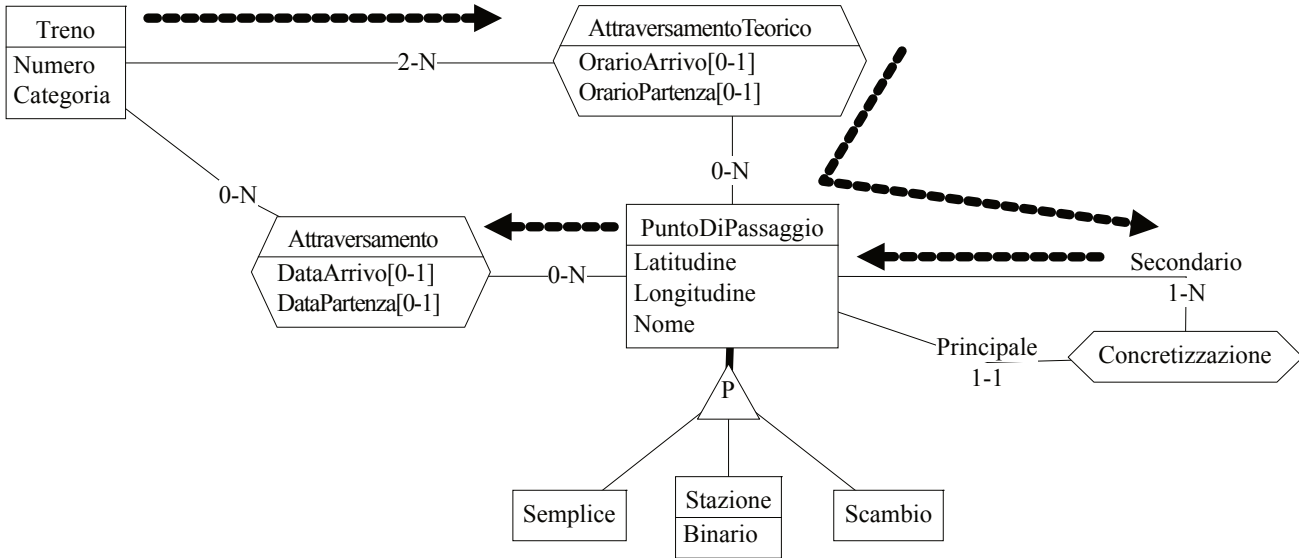 Treno
Numero
Categoria
2-N
AttraversamentoTeorico
OrarioArrivo[0-1]
OrarioPartenza[0-1]
0-N
0-N
Attraversamento
DataArrivo[0-1]
DataPartenza[0-1]
0-N
PuntoDiPassaggio
Latitudine
Longitudine
Nome
Secondario
1-N
Principale
1-1
Concretizzazione
P
Semplice
Stazione
Binario
Scambio